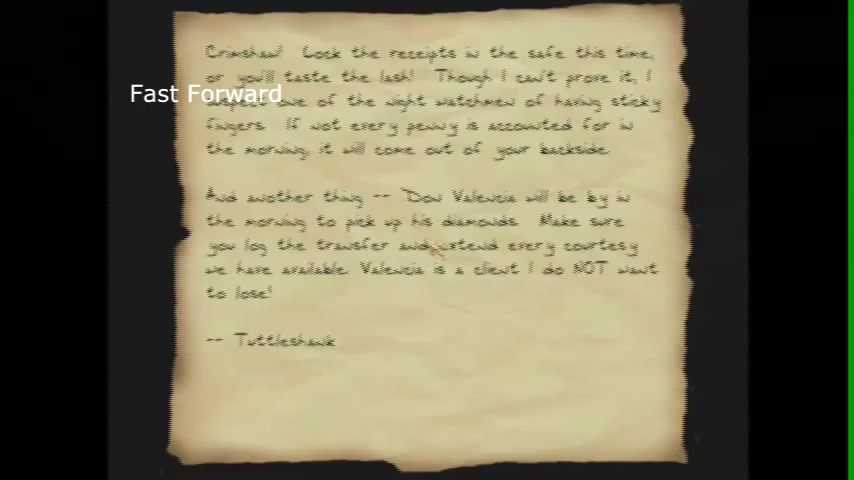 Crimshaw! Lock the receipts in the safe this time,
or you'll taste the lash! Though I can't prove it, I
Fast Forward
suspect one of the night watchmen of having sticky
fingers. If not every penny is accounted for in
the morning, it will come out of your backside.
And another thing -- Don Valencia will be by in
the morning to pick up his diamonds. Make sure
you log the transfer and extend every courtesy
we have available. Valencia is a client I do NOT want
to lose!
-- Tuttleshank